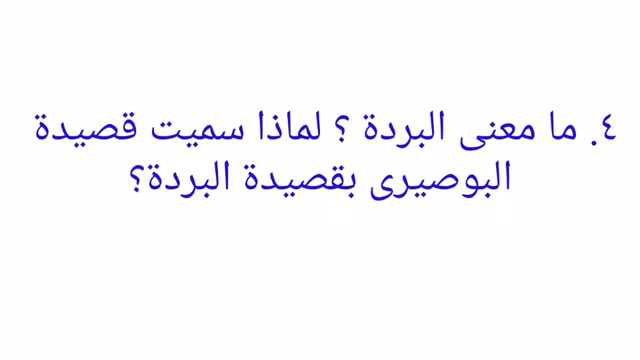 ٤. ما معنى البردة ؟ لماذا سميت قصيدة
البوصيرى بقصيدة البردة؟